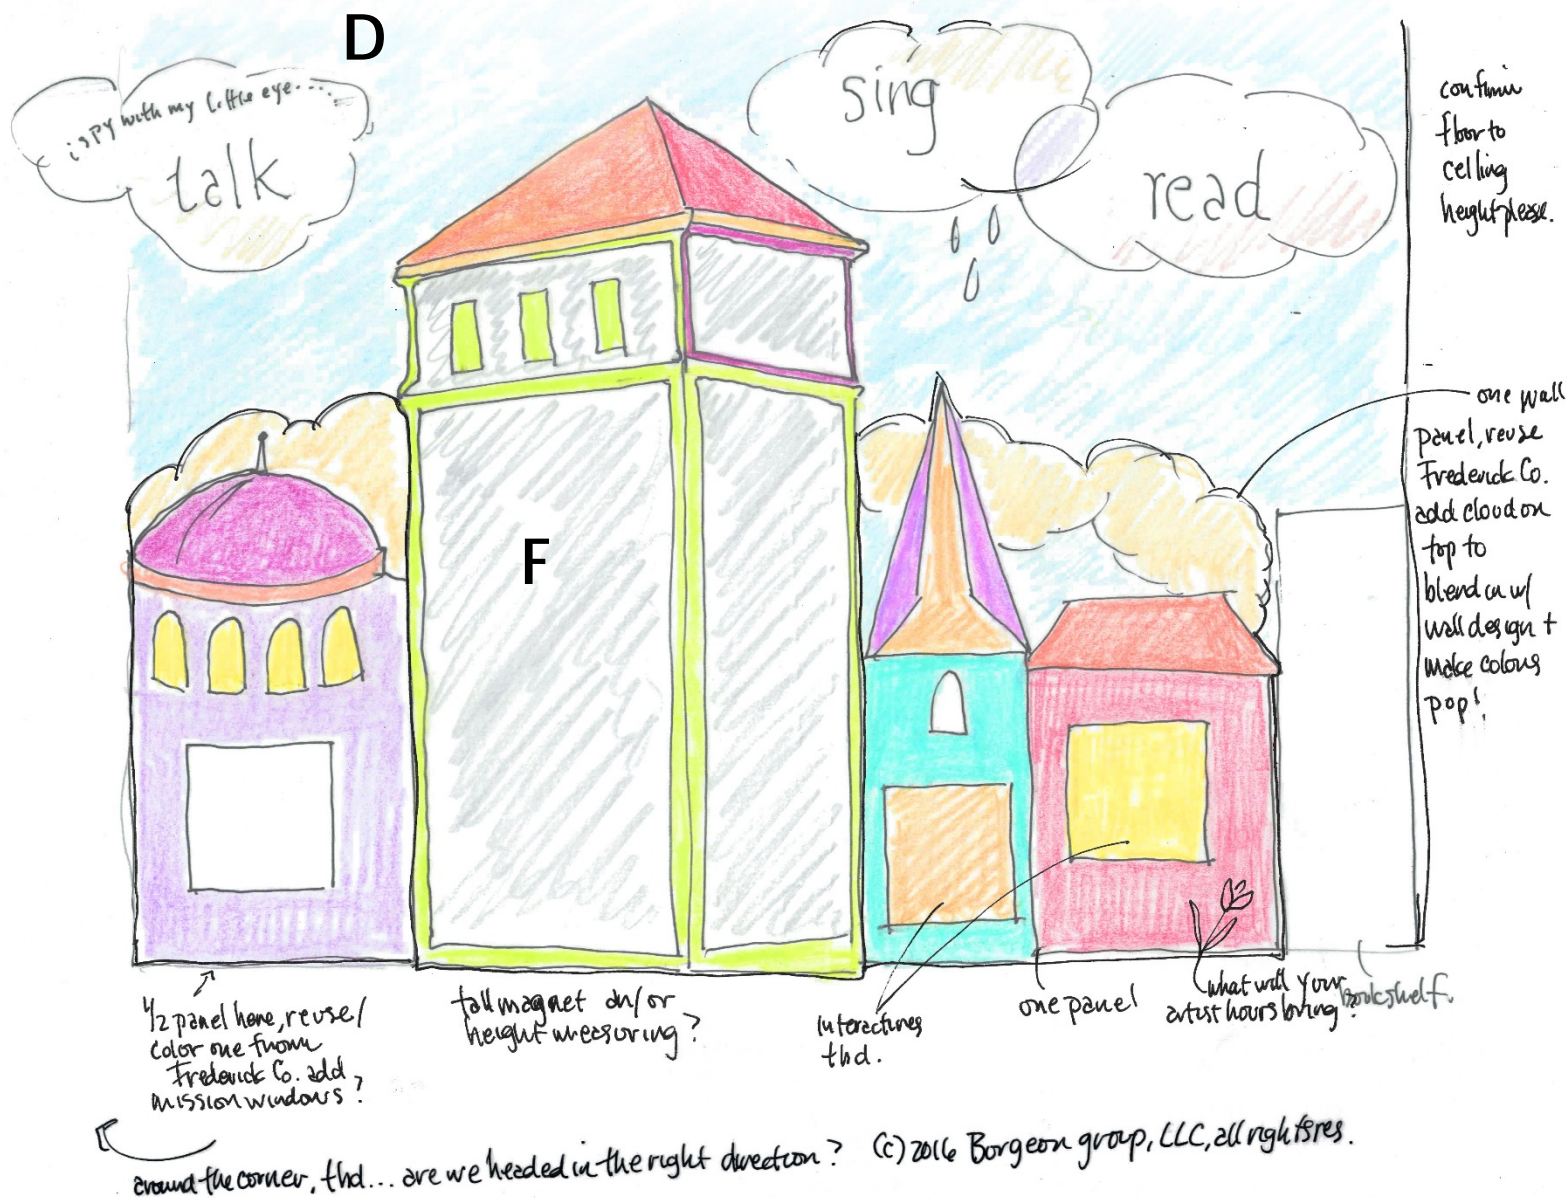 D
i spy with my little eye....
talk
sing
read
confirm
floor to
celling
height please.
one wall
panel, reuse
Frederick Co.
add cloud on
top to
blend in w/
wall design +
make colors
pop!
F
1/2 panel here, reuse/
color one from
Frederick Co. add
mission windows?
tall magnet an/or
height measuring?
interactives
tbd.
one panel
what will your
artist hours bring?
Bookshelf.
around the corner, tbd... are we headed in the right direction? (c) 2016 Borgeon group, LLC, all rights res.